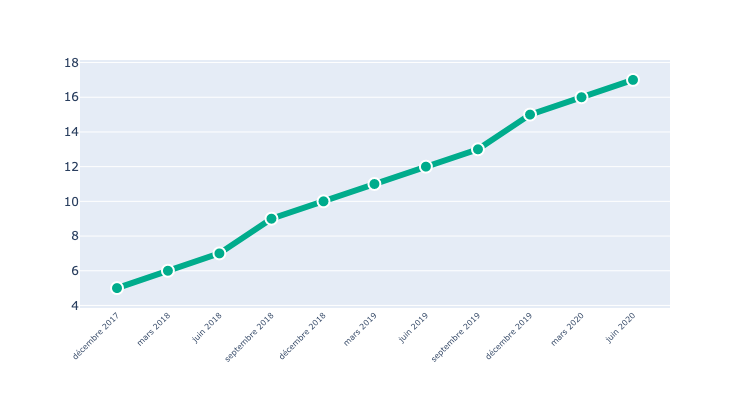 18
16
14
12
10
8
6
4
décembre 2017
mars 2018
juin 2018
septembre 2018
décembre 2018
mars 2019
juin 2019
septembre 2019
décembre 2019
mars 2020
juin 2020